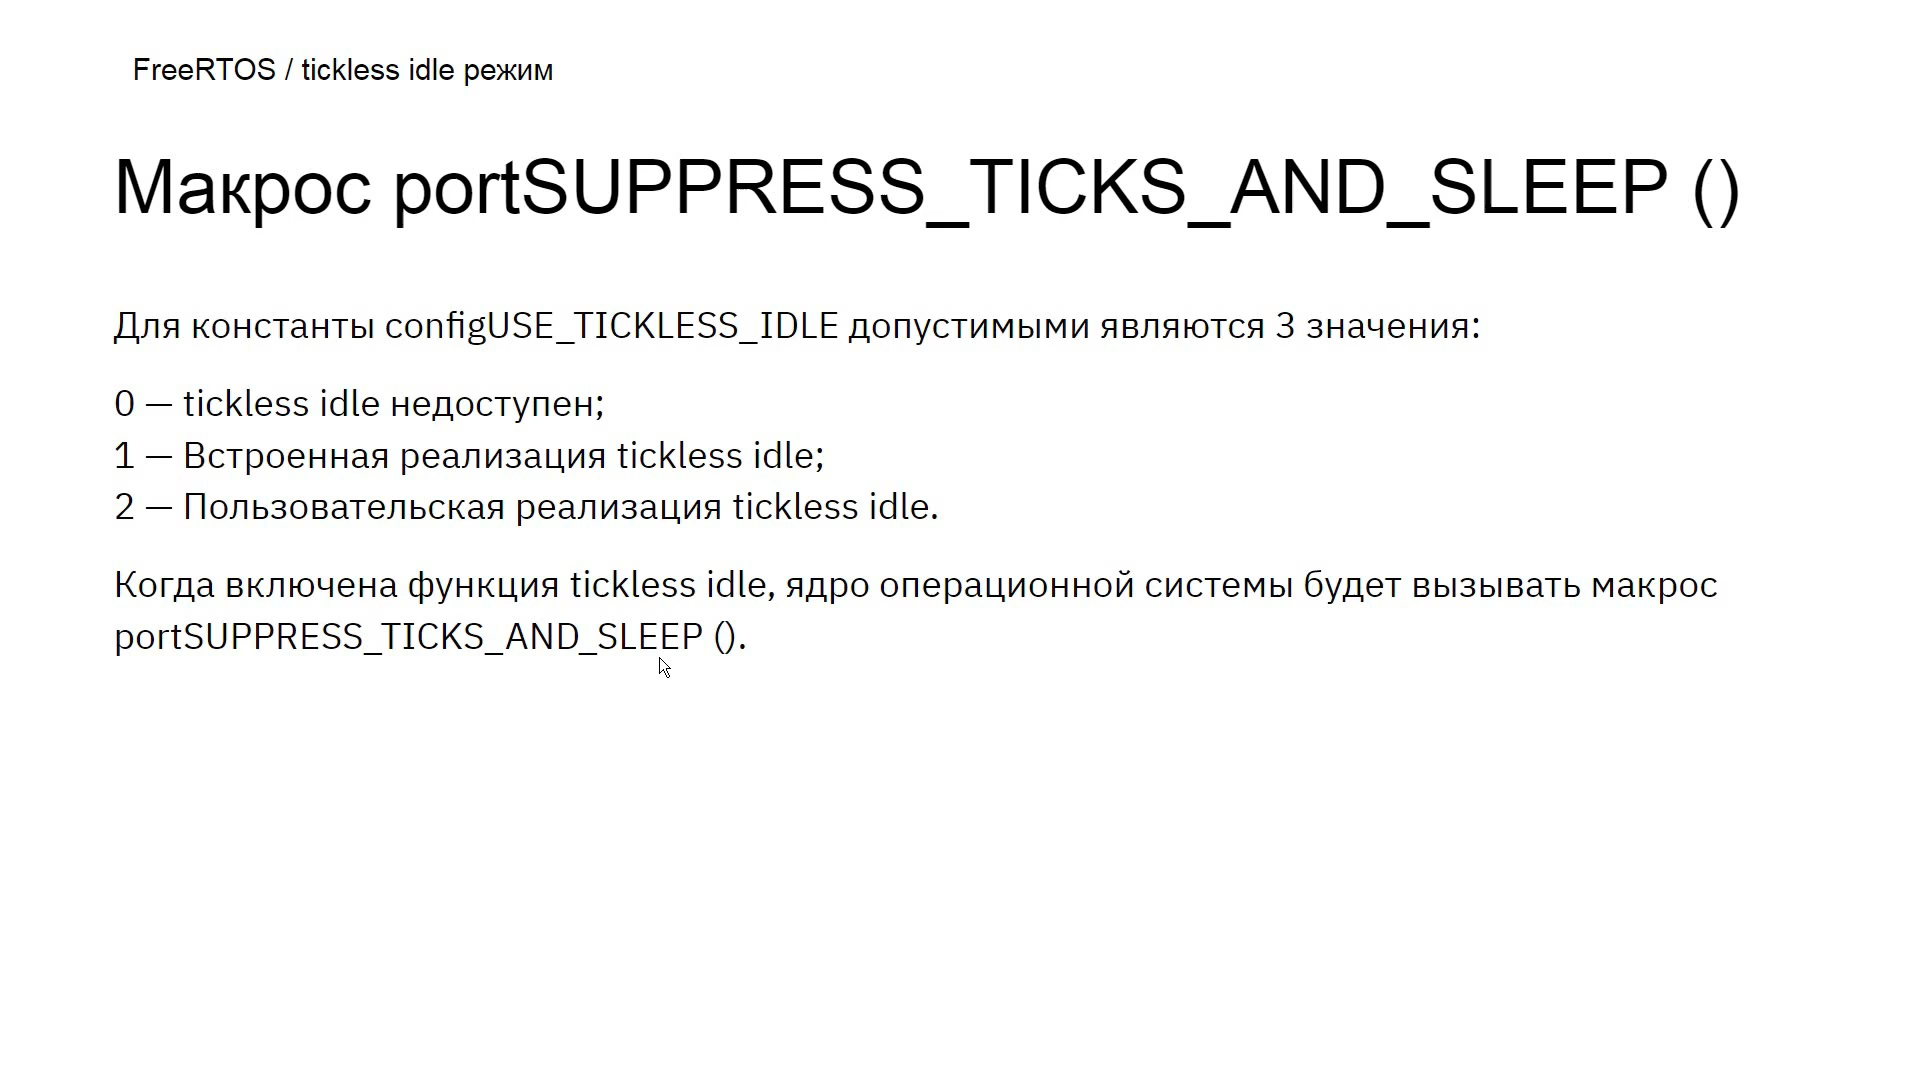 FreeRTOS / tickless idle режим
Макрос portSUPPRESS_TICKS_AND_SLEEP ()
Для константы configUSE_TICKLESS_IDLE допустимыми являются 3 значения:
0 — tickless idle недоступен;
1 — Встроенная реализация tickless idle;
2 — Пользовательская реализация tickless idle.
Когда включена функция tickless idle, ядро операционной системы будет вызывать макрос
portSUPPRESS_TICKS_AND_SLEEP ().